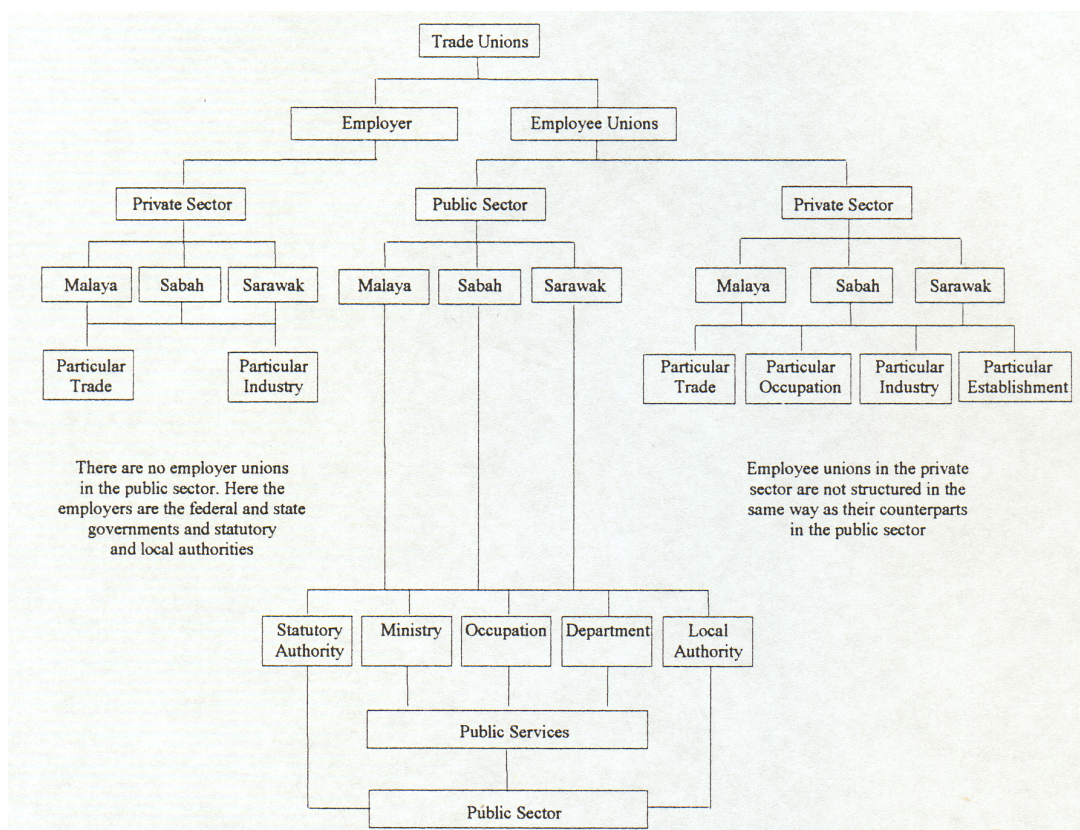 Trade Unions
Employer
Employee Unions
Private Sector
Public Sector
Private Sector
Malaya
Sabah
Sarawak
Malaya
Sabah
Sarawak
Malaya
Sabah
Sarawak
Particular
Trade
Particular
Industry
Particular
Trade
Particular
Occupation
Particular
Industry
Particular
Establishment
There are no employer unions
in the public sector. Here the
employers are the federal and state
governments and statutory
and local authorities
Employee unions in the private
sector are not structured in the
same way as their counterparts
in the public sector
Statutory
Authority
Ministry
Occupation
Department
Local
Authority
Public Services
Public Sector